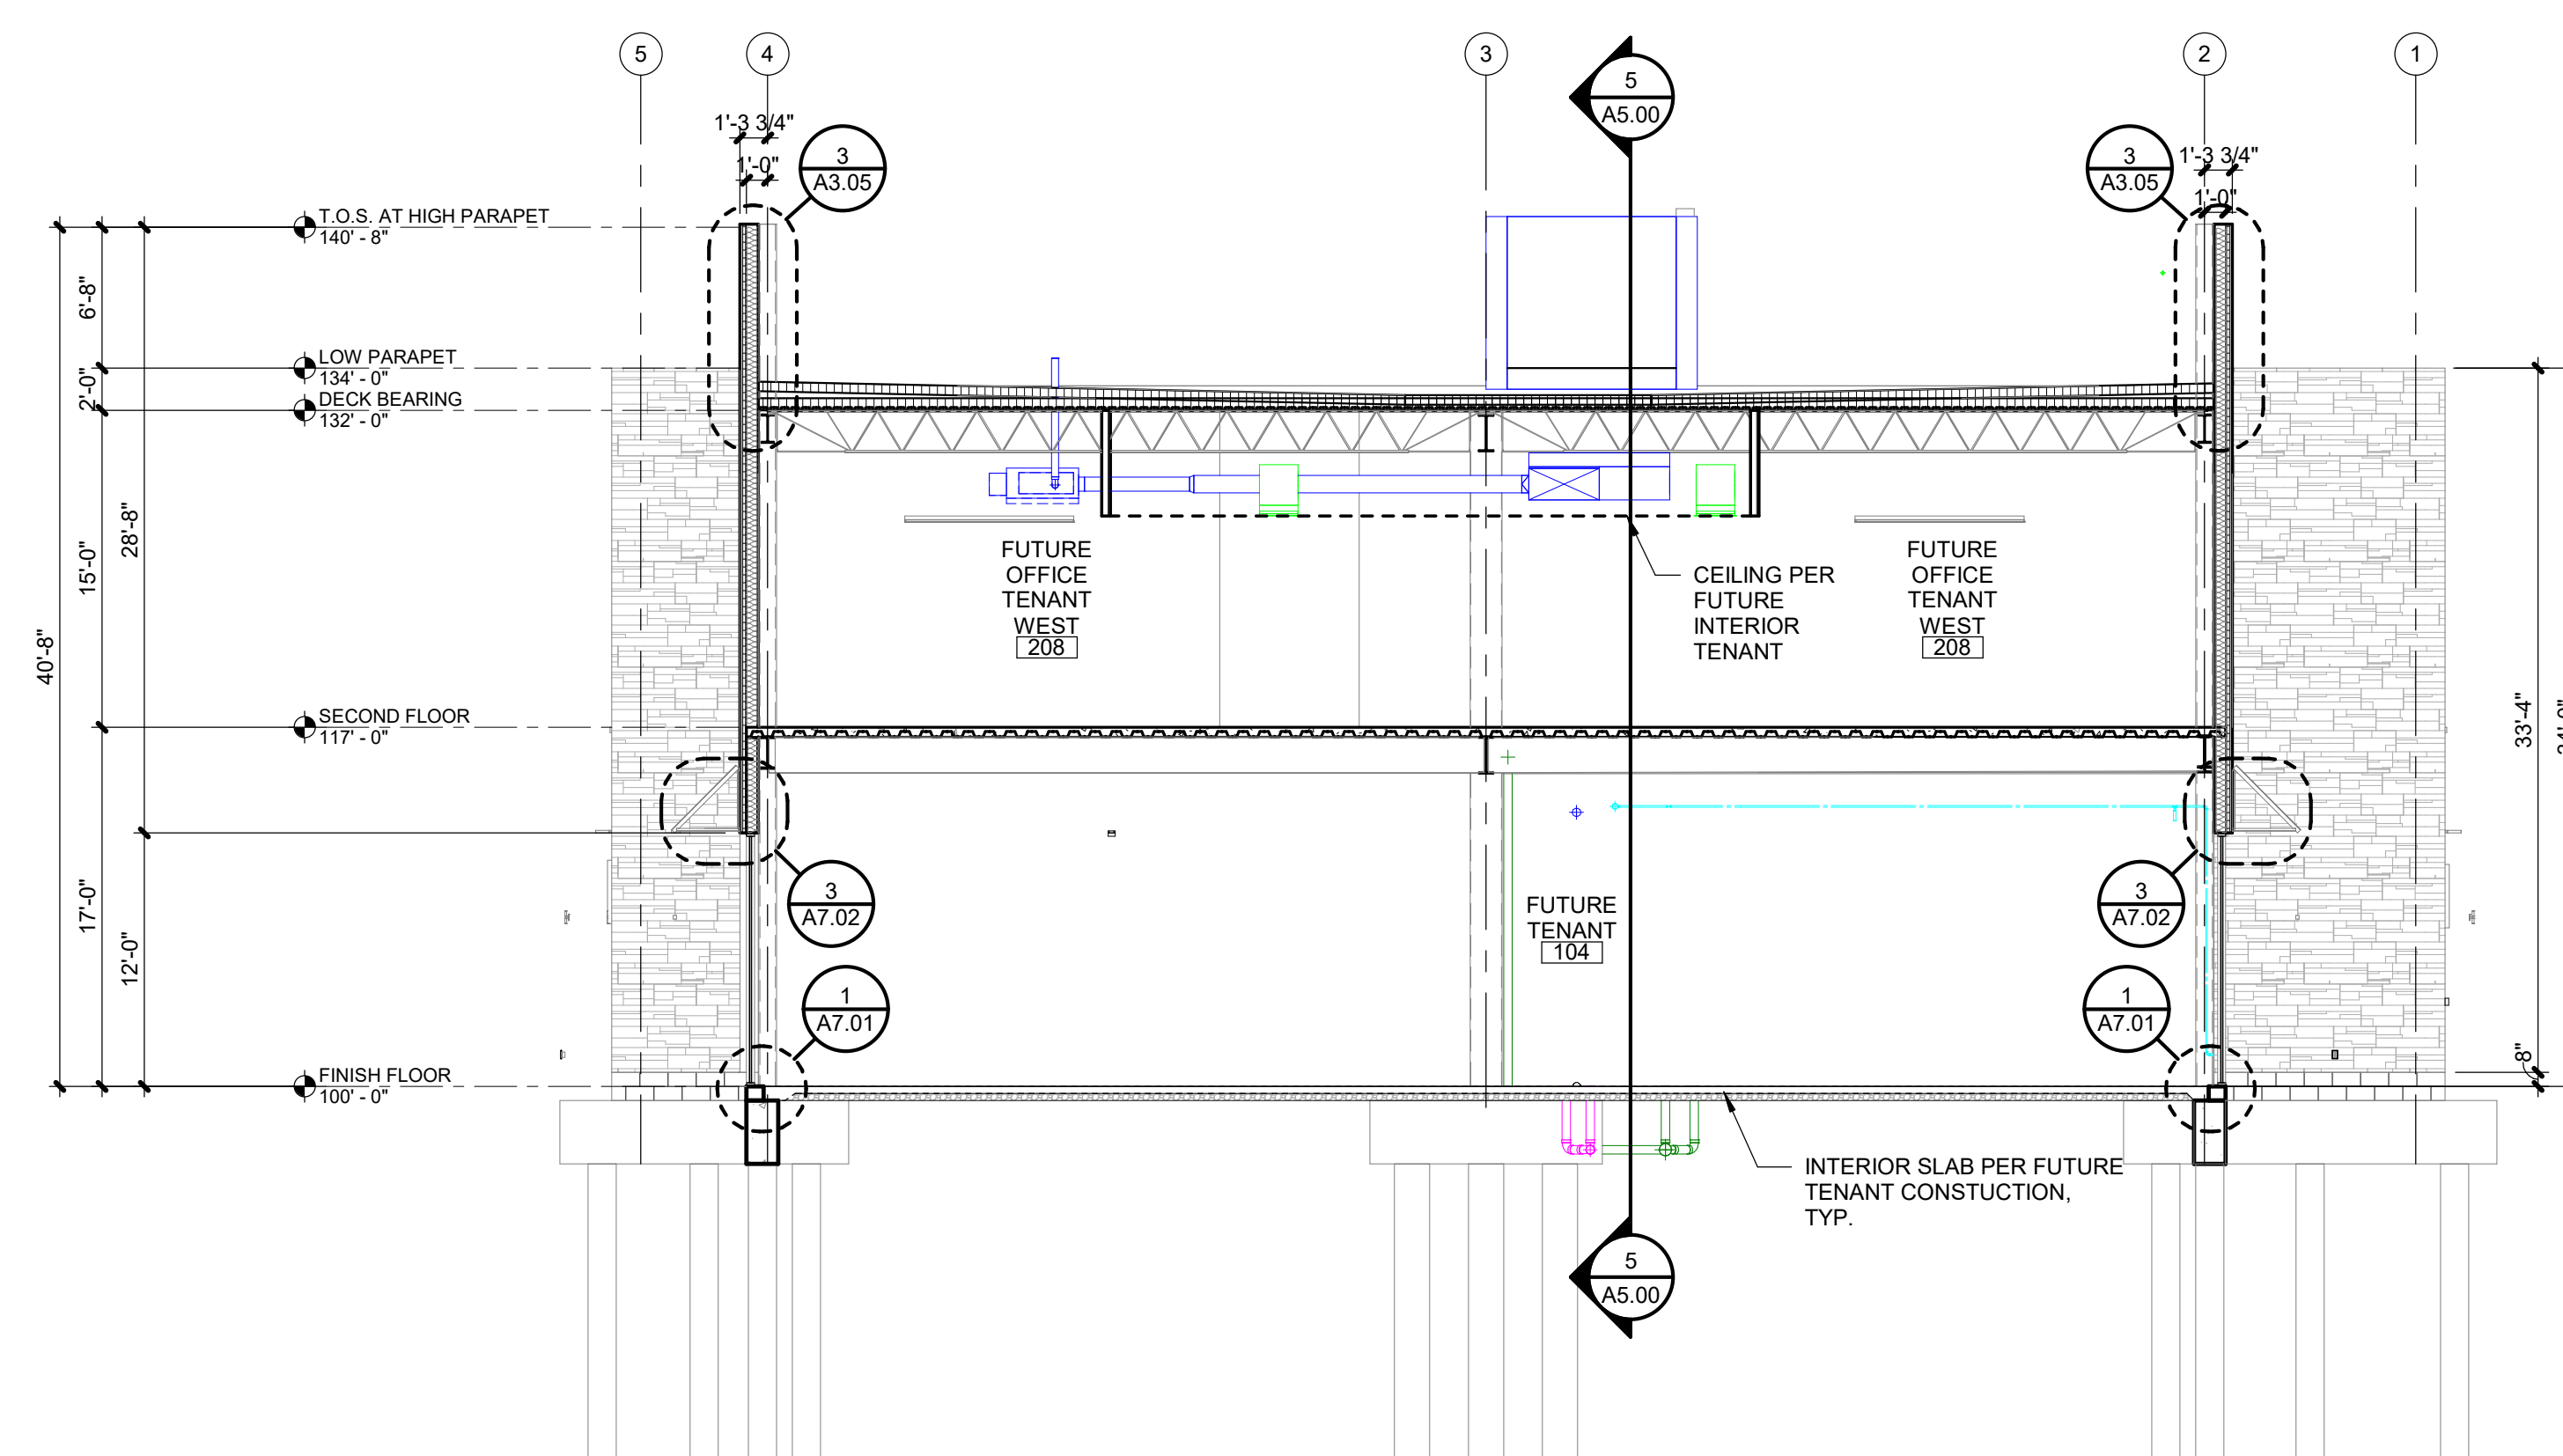 5
4
3
2
1
5
A5.00
1'-3 3/4"
1'-0"
3
A3.05
3
A3.05
1'-3 3/4"
1'-0"
T.O.S. AT HIGH PARAPET
140' - 8"
6'-8"
LOW PARAPET
134' - 0"
2'-0"
DECK BEARING
132' - 0"
28'-8"
15'-0"
40'-8"
FUTURE
OFFICE
TENANT
WEST
208
CEILING PER
FUTURE
INTERIOR
TENANT
FUTURE
OFFICE
TENANT
WEST
208
SECOND FLOOR
117' - 0"
33'-4"
17'-0"
12'-0"
3
A7.02
FUTURE
TENANT
104
3
A7.02
1
A7.01
1
A7.01
8"
FINISH FLOOR
100' - 0"
INTERIOR SLAB PER FUTURE
TENANT CONSTUCTION,
TYP.
5
A5.00